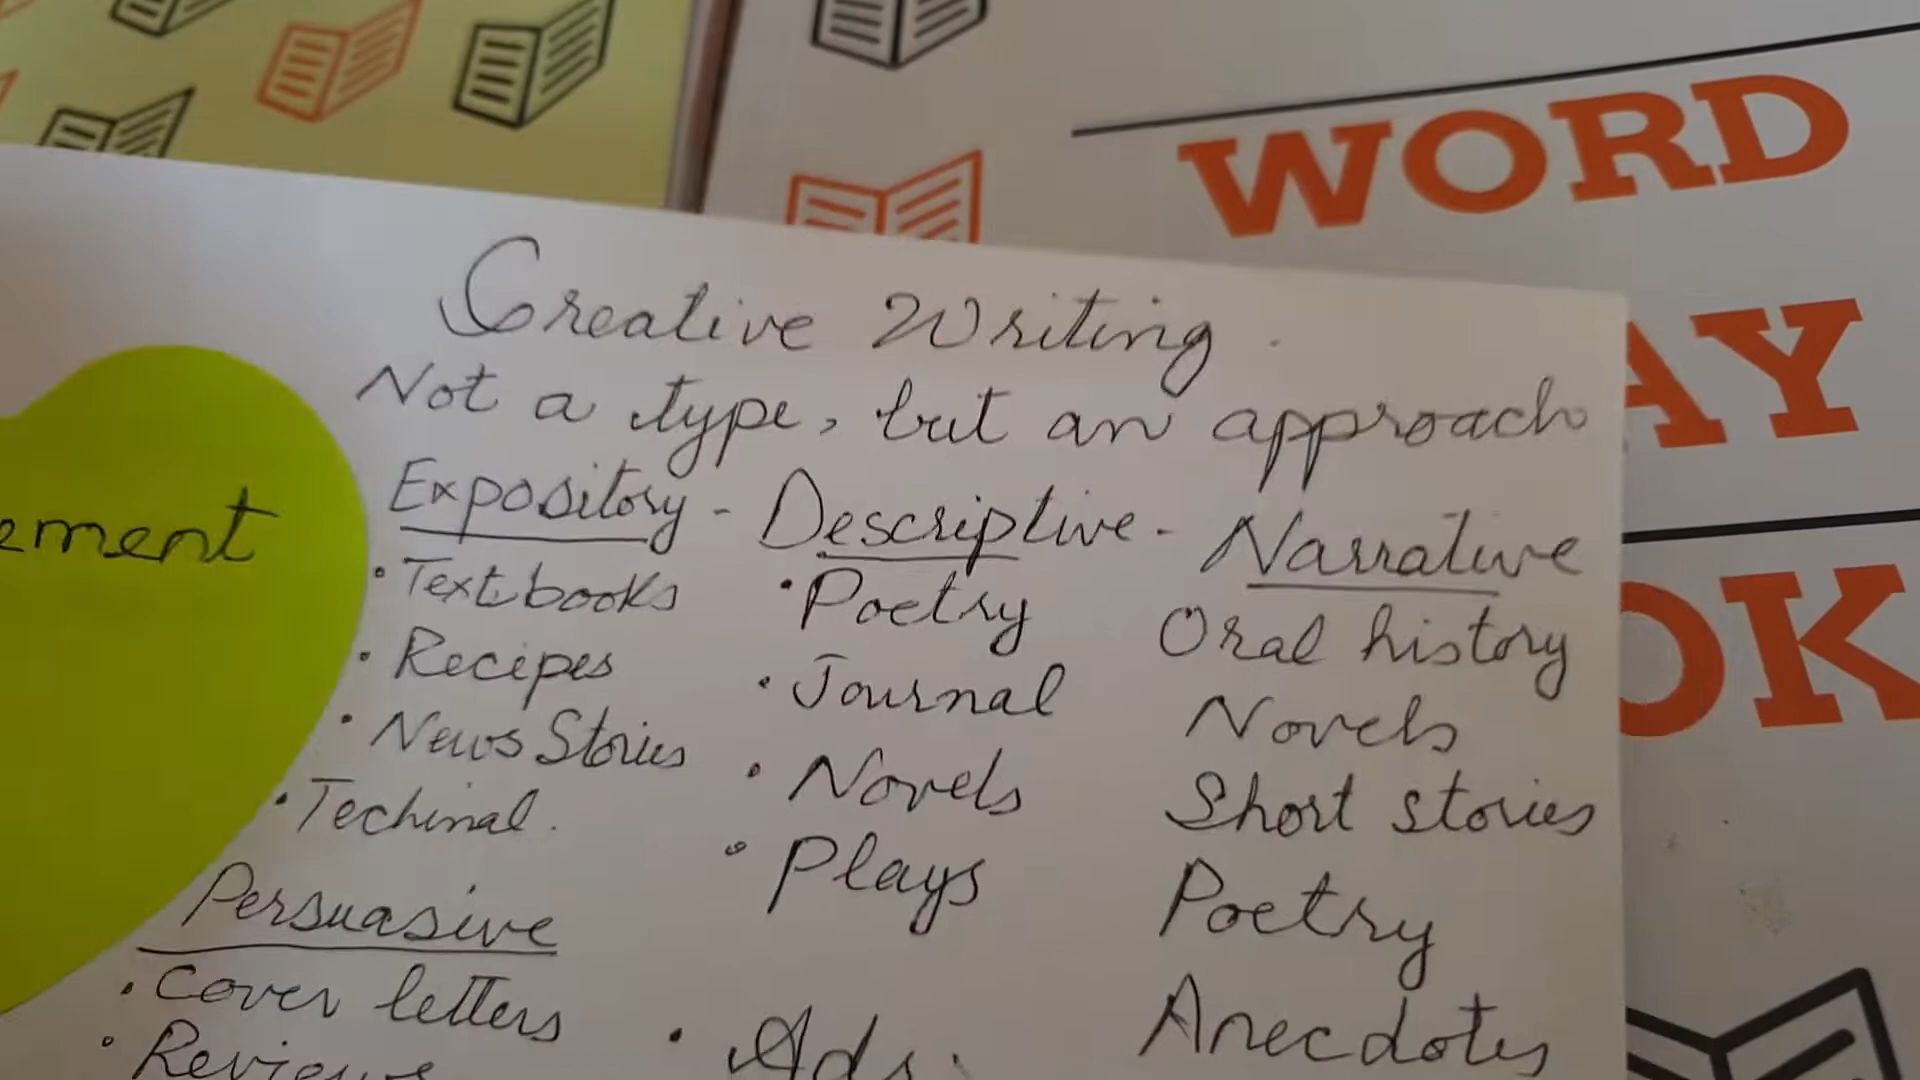 WORD
AY
OK
ement
Creative Writing.
Not a type, but an approach
Expository - Descriptive - Narrative
• Textbooks
• Recipes
• News Stories
• Techinal.
• Poetry
• Journal
• Novels
• Plays
Oral history
Novels
Short stories
Poetry
Anecdotes
Persuasive
• Cover letters
• Reviews
• Ads.